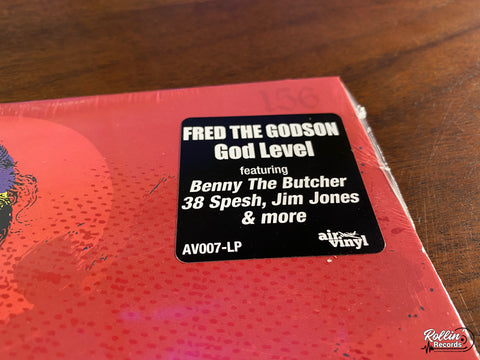 156
FRED THE GODSON
God Level
featuring
Benny The Butcher
38 Spesh, Jim Jones
& more
AV007-LP
air
vinyl
Rollin'
Records